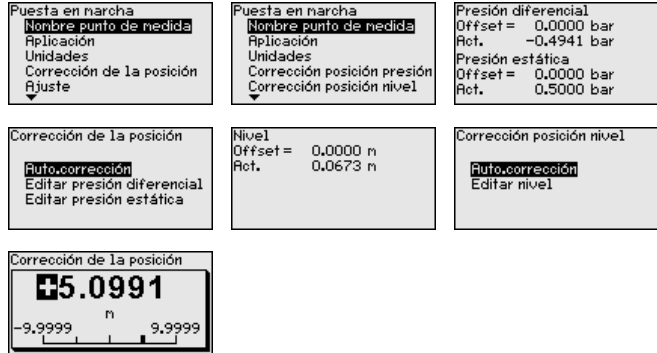 Puesta en marcha
Nombre punto de medida
Aplicación
Unidades
Corrección de la posición
Ajuste
Puesta en marcha
Nombre punto de medida
Aplicación
Unidades
Corrección posición presión
Corrección posición nivel
Presión diferencial
Offset = 0.0000 bar
Act. -0.4941 bar
Presión estática
Offset = 0.0000 bar
Act. 0.5000 bar
Corrección de la posición
Auto.corrección
Editar presión diferencial
Editar presión estática
Nivel
Offset = 0.0000 m
Act. 0.0673 m
Corrección posición nivel
Auto.corrección
Editar nivel
Corrección de la posición
+5.0991
m
-9.9999 9.9999